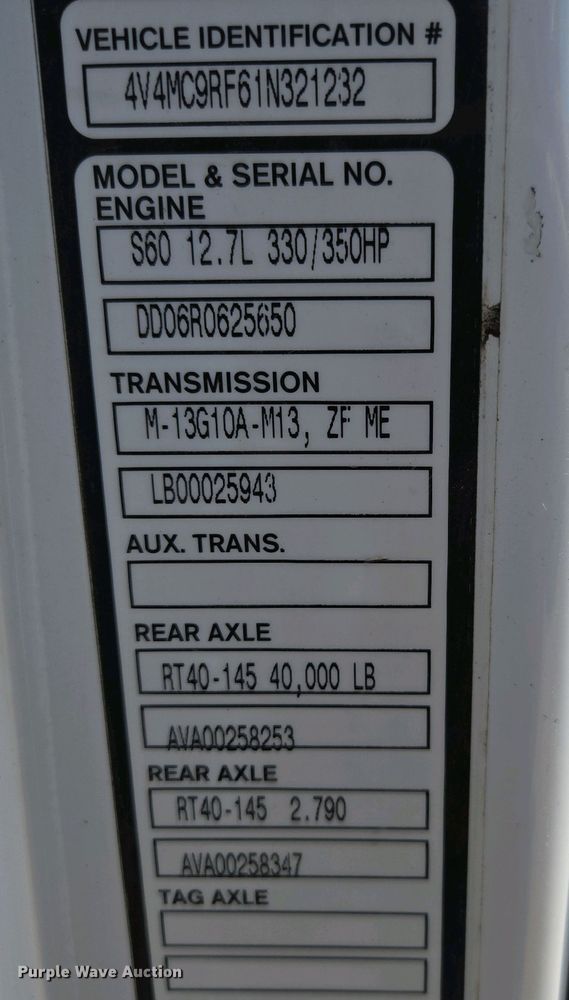 VEHICLE IDENTIFICATION #
4V4MC9RF61N321232
MODEL & SERIAL NO.
ENGINE
S60 12.7L 330/350HP
DD06R0625650
TRANSMISSION
M-13G10A-M13, ZF ME
LB00025943
AUX. TRANS.
REAR AXLE
RT40-145 40,000 LB
AVA00258253
REAR AXLE
RT40-145 2.790
AVA00258347
TAG AXLE
Purple Wave Auction